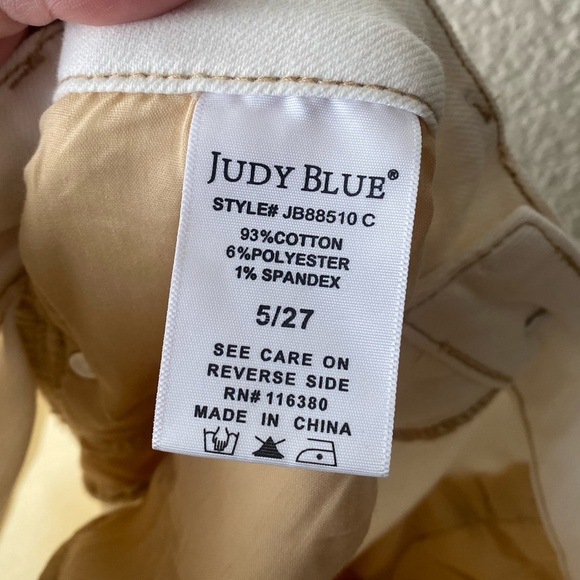 JUDY BLUE®
STYLE# JB88510 C
93%COTTON
6%POLYESTER
1% SPANDEX
5/27
SEE CARE ON
REVERSE SIDE
RN# 116380
MADE IN CHINA